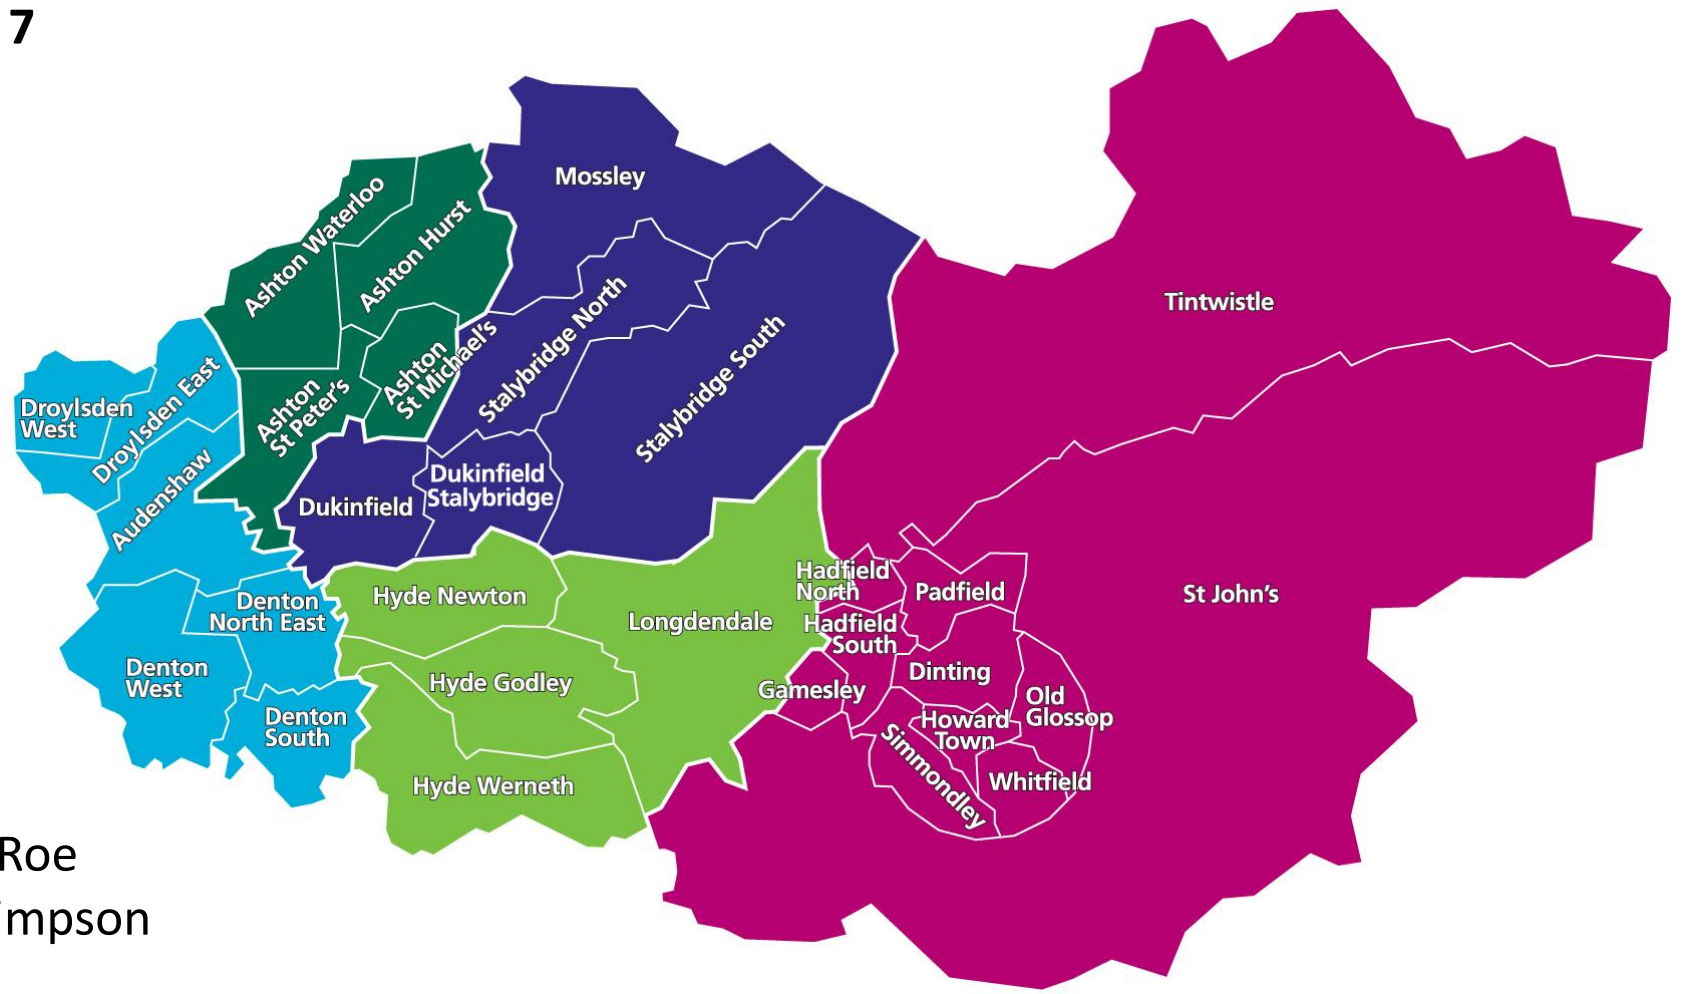 7
Mossley
Ashton Waterloo
Ashton Hurst
Tintwistle
Stalybridge North
Ashton
St Michael's
Stalybridge South
Droylsden
West
Droylsden East
Ashton
St Peter's
Audenshaw
Dukinfield
Dukinfield
Stalybridge
Hadfield
North
Padfield
St John's
Hyde Newton
Denton
North East
Longdendale
Hadfield
South
Denton
West
Hyde Godley
Gamesley
Dinting
Old
Glossop
Denton
South
Howard
Town
Simmondley
Whitfield
Hyde Werneth
Roe
impson